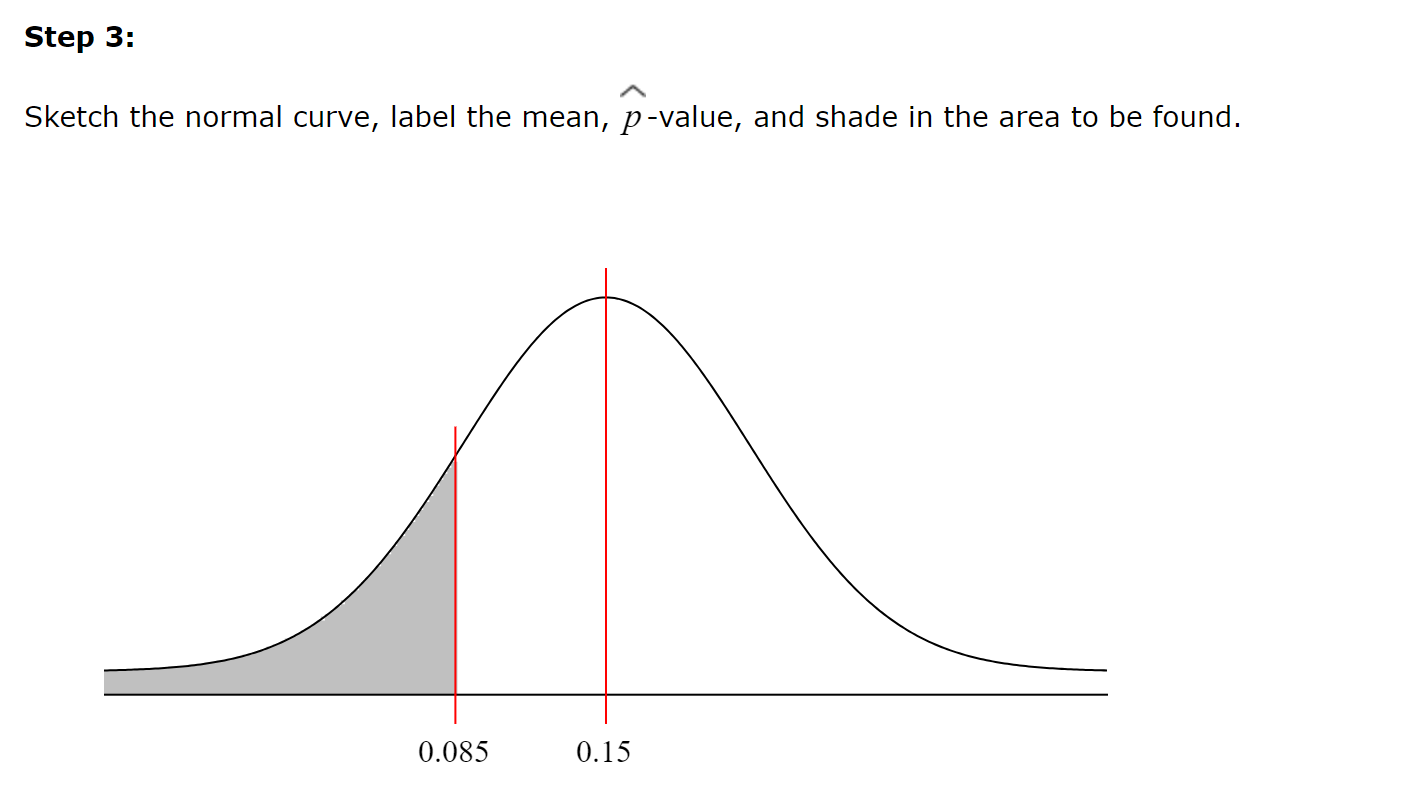 Step 3:
Sketch the normal curve, label the mean, p̂-value, and shade in the area to be found.
0.085 0.15